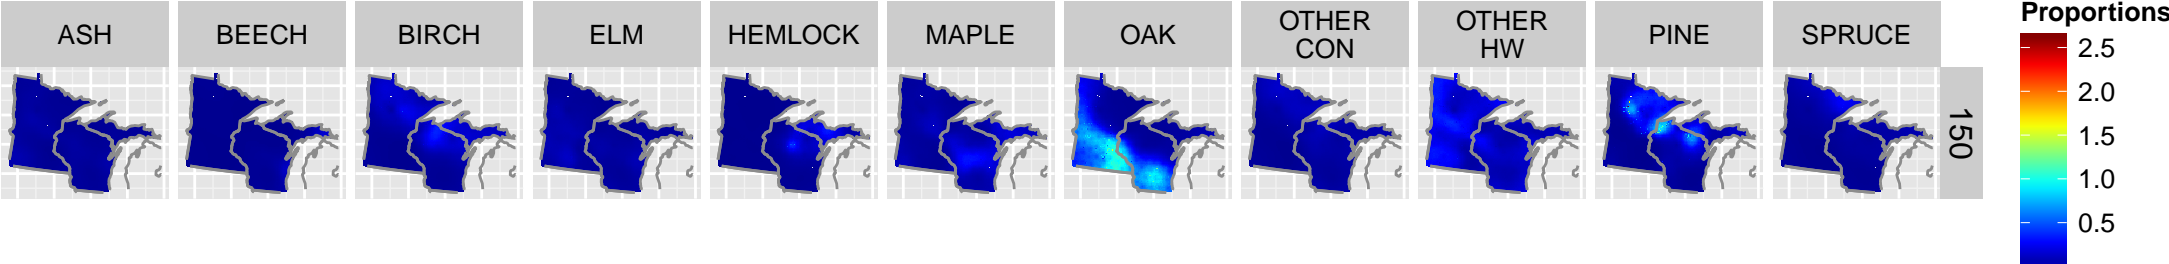 ASH
BEECH
BIRCH
ELM
HEMLOCK
MAPLE
OAK
OTHER
CON
OTHER
HW
PINE
SPRUCE
150
Proportions
2.5
2.0
1.5
1.0
0.5